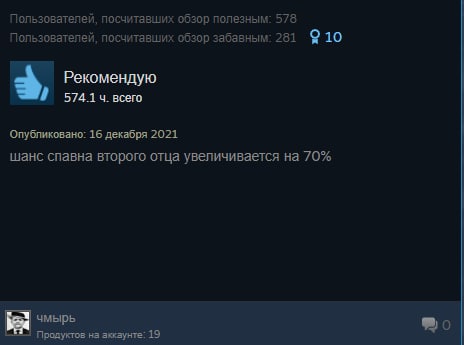 Пользователей, посчитавших обзор полезным: 578
Пользователей, посчитавших обзор забавным: 281 10
Рекомендую
574.1 ч. всего
Опубликовано: 16 декабря 2021
шанс спавна второго отца увеличивается на 70%
чмырь
Продуктов на аккаунте: 19
0